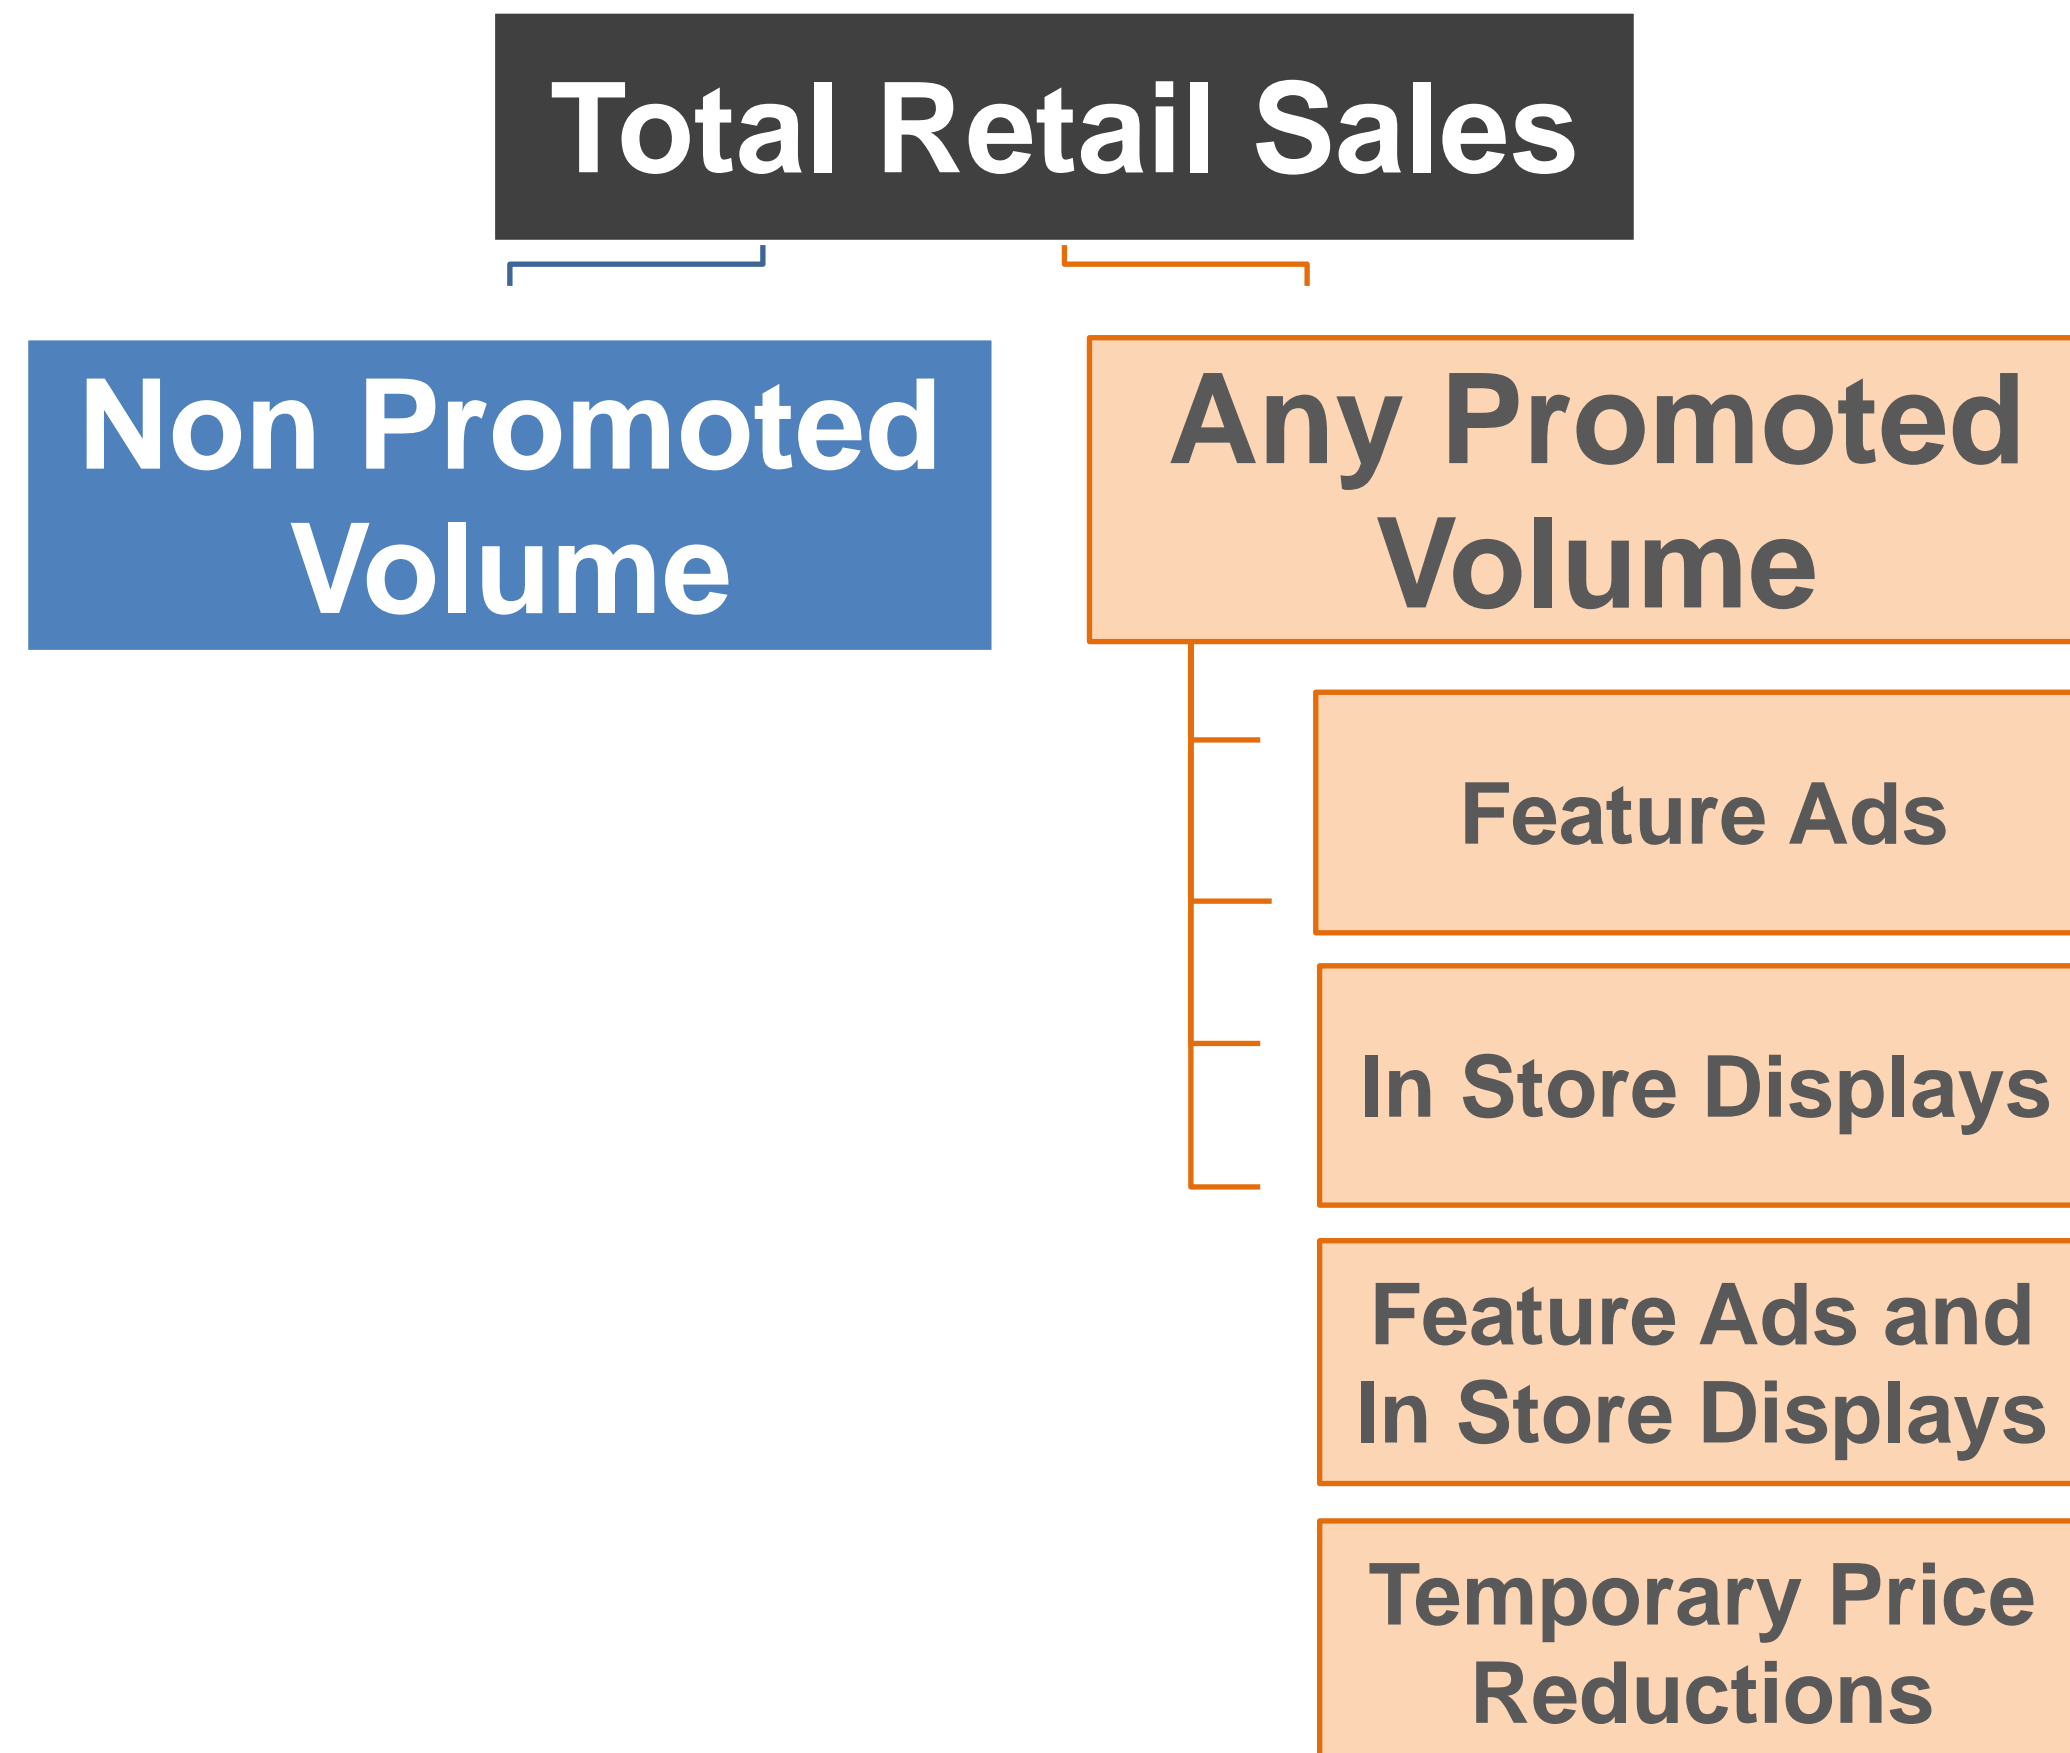 Total Retail Sales
Non Promoted
Volume
Any Promoted
Volume
Feature Ads
In Store Displays
Feature Ads and
In Store Displays
Temporary Price
Reductions